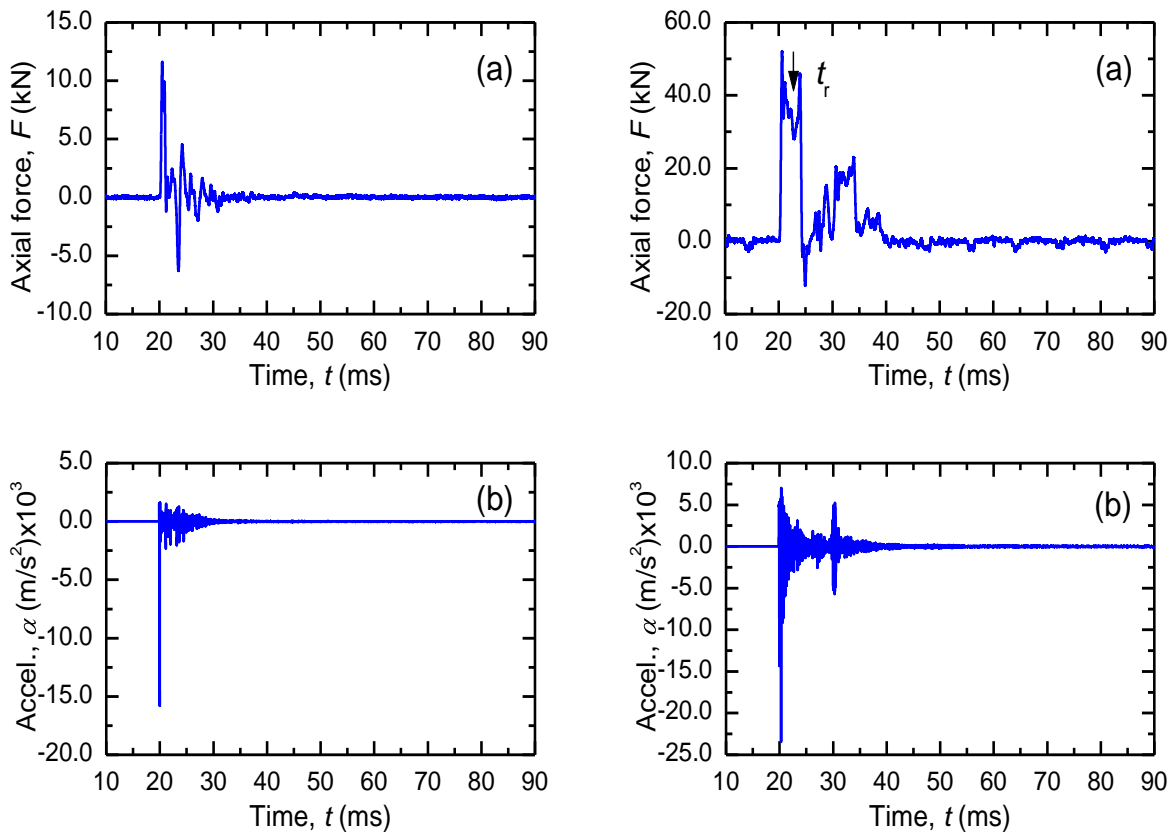 15.0
10.0
5.0
0.0
-5.0
-10.0
Axial force, F (kN)
(a)
10 20 30 40 50 60 70 80 90
Time, t (ms)
60.0
40.0
20.0
0.0
-20.0
Axial force, F (kN)
tr
(a)
10 20 30 40 50 60 70 80 90
Time, t (ms)
5.0
0.0
-5.0
-10.0
-15.0
-20.0
Accel., α (m/s²)x10³
(b)
10 20 30 40 50 60 70 80 90
Time, t (ms)
10.0
5.0
0.0
-5.0
-10.0
-15.0
-20.0
-25.0
Accel., α (m/s²)x10³
(b)
10 20 30 40 50 60 70 80 90
Time, t (ms)